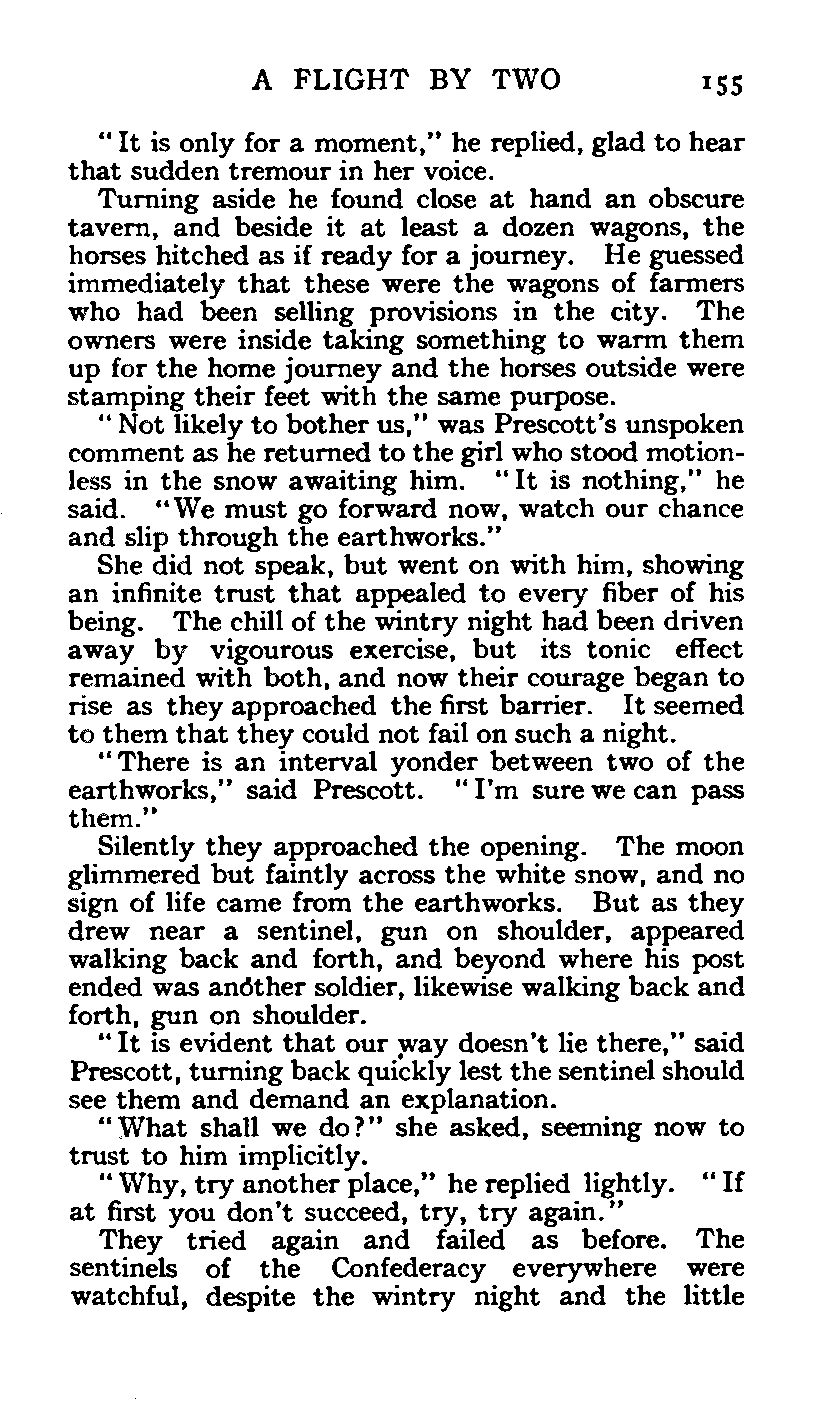 A FLIGHT BY TWO 155
"It is only for a moment," he replied, glad to hear
that sudden tremour in her voice.
Turning aside he found close at hand an obscure
tavern, and beside it at least a dozen wagons, the
horses hitched as if ready for a journey. He guessed
immediately that these were the wagons of farmers
who had been selling provisions in the city. The
owners were inside taking something to warm them
up for the home journey and the horses outside were
stamping their feet with the same purpose.
"Not likely to bother us," was Prescott's unspoken
comment as he returned to the girl who stood motion-
less in the snow awaiting him. "It is nothing," he
said. "We must go forward now, watch our chance
and slip through the earthworks."
She did not speak, but went on with him, showing
an infinite trust that appealed to every fiber of his
being. The chill of the wintry night had been driven
away by vigourous exercise, but its tonic effect
remained with both, and now their courage began to
rise as they approached the first barrier. It seemed
to them that they could not fail on such a night.
"There is an interval yonder between two of the
earthworks," said Prescott. "I'm sure we can pass
them."
Silently they approached the opening. The moon
glimmered but faintly across the white snow, and no
sign of life came from the earthworks. But as they
drew near a sentinel, gun on shoulder, appeared
walking back and forth, and beyond where his post
ended was another soldier, likewise walking back and
forth, gun on shoulder.
"It is evident that our way doesn't lie there," said
Prescott, turning back quickly lest the sentinel should
see them and demand an explanation.
"What shall we do?" she asked, seeming now to
trust to him implicitly.
"Why, try another place," he replied lightly. "If
at first you don't succeed, try, try again."
They tried again and failed as before. The
sentinels of the Confederacy everywhere were
watchful, despite the wintry night and the little